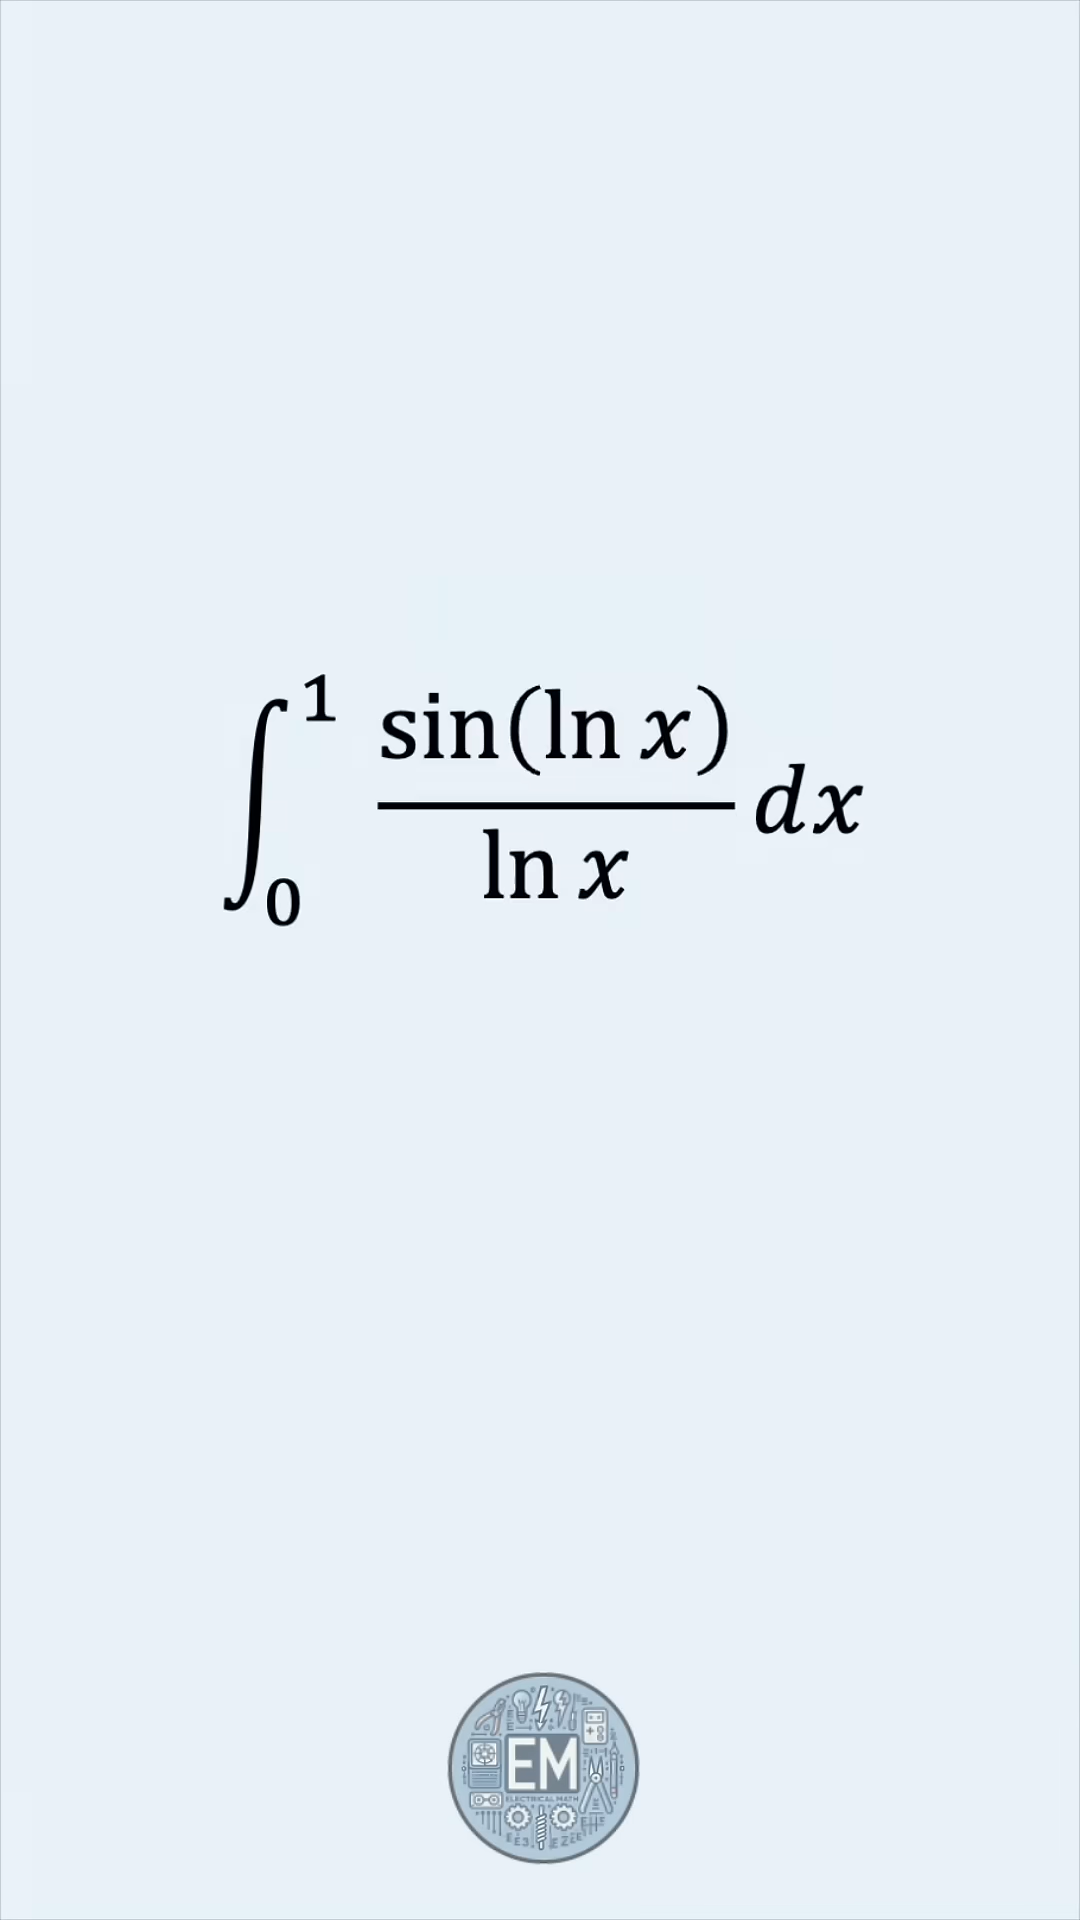 ∫₀¹ sin(ln x) / ln x dx
EM
ELECTRICAL MATH